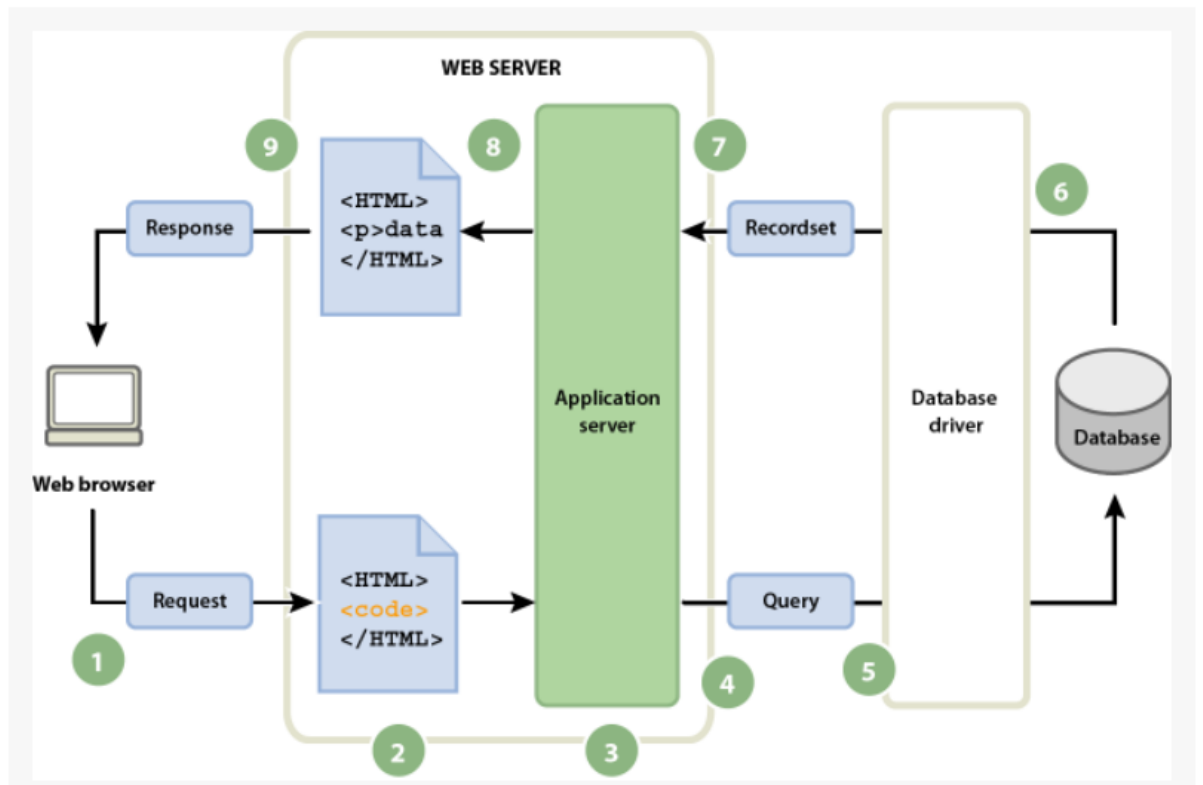 WEB SERVER
9
8
7
6
<HTML>
<p>data
</HTML>
Response
Recordset
Application
server
Database
driver
Database
Web browser
<HTML>
<code>
</HTML>
Request
Query
1
2
3
4
5